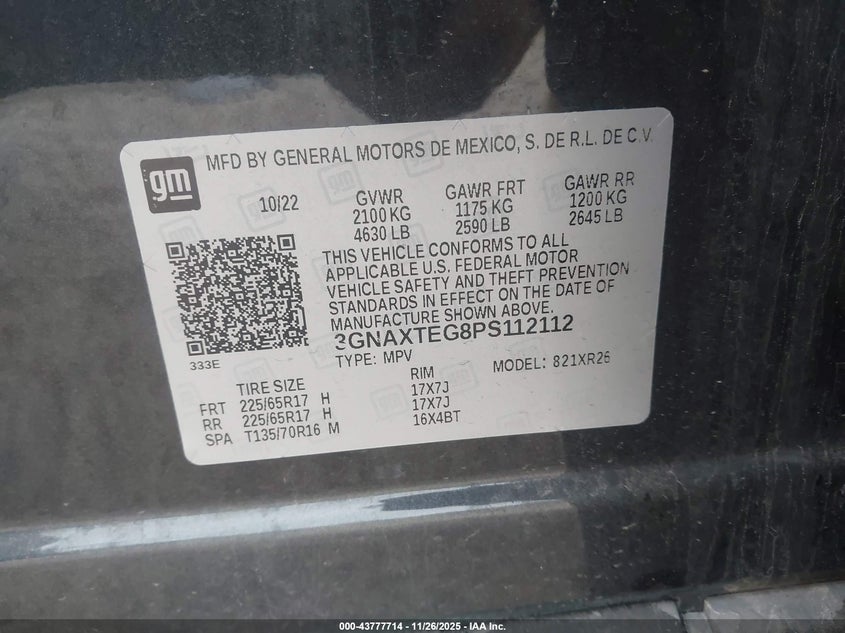 gm
MFD BY GENERAL MOTORS DE MEXICO, S. DE R.L. DE C.V.
10/22 GVWR GAWR FRT GAWR RR
2100 KG 1175 KG 1200 KG
4630 LB 2590 LB 2645 LB
THIS VEHICLE CONFORMS TO ALL
APPLICABLE U.S. FEDERAL MOTOR
VEHICLE SAFETY AND THEFT PREVENTION
STANDARDS IN EFFECT ON THE DATE OF
MANUFACTURE SHOWN ABOVE.
3GNAXTEG8PS112112
333E
TYPE: MPV MODEL: 821XR26
TIRE SIZE RIM
FRT 225/65R17 H 17X7J
RR 225/65R17 H 17X7J
SPA T135/70R16 M 16X4BT
000-43777714 - 11/26/2025 - IAA Inc.